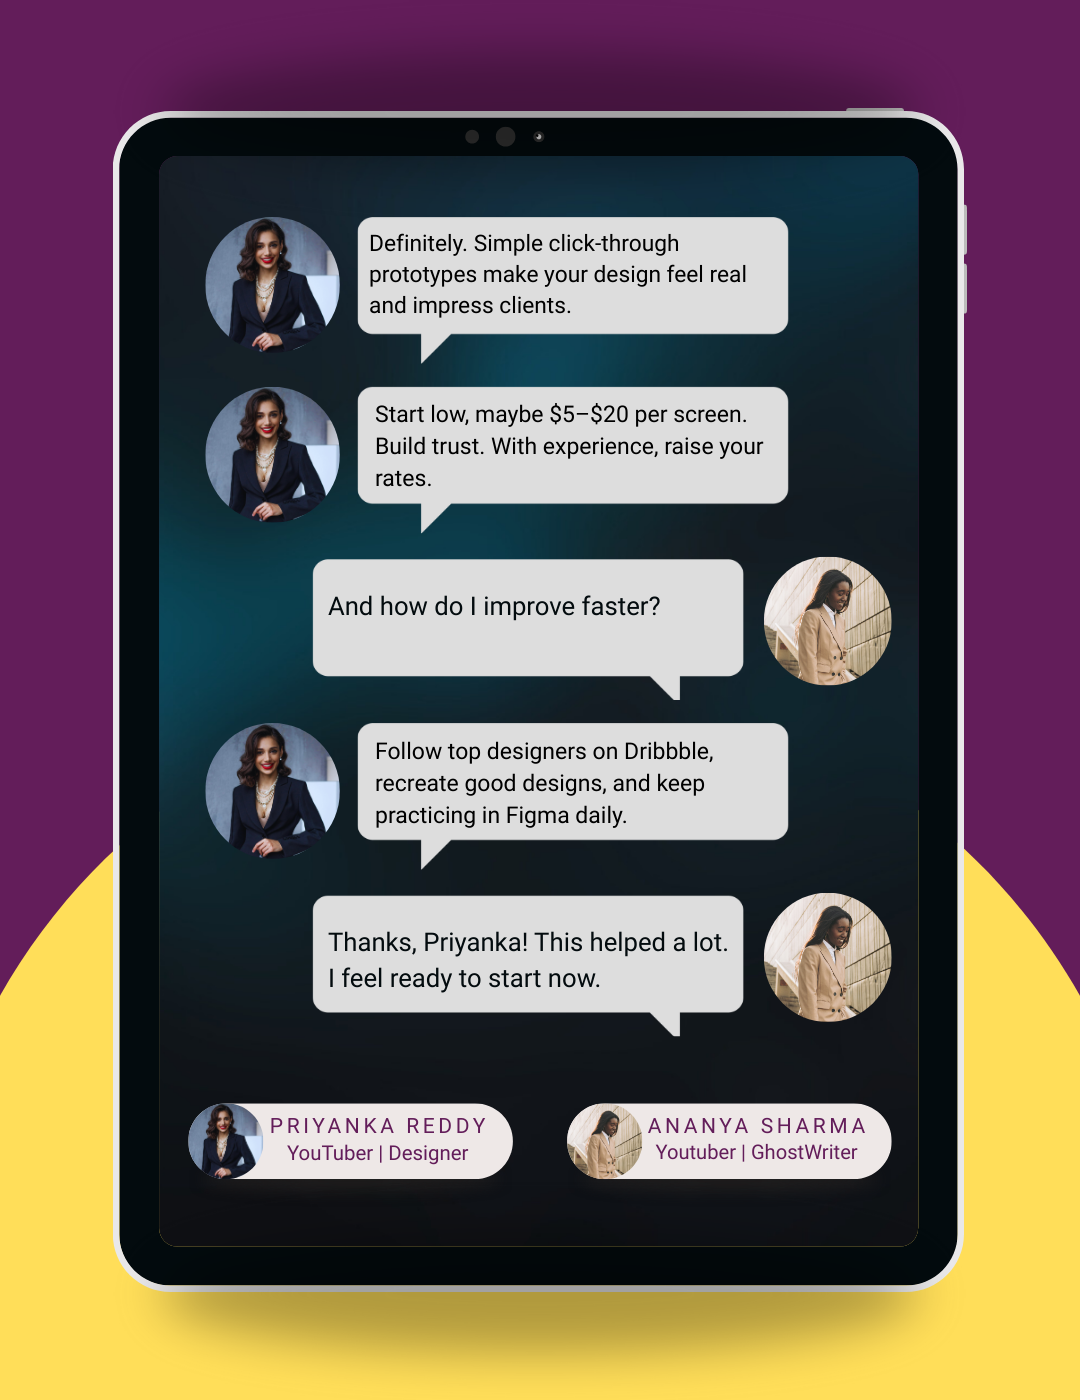 Definitely. Simple click-through
prototypes make your design feel real
and impress clients.
Start low, maybe $5–$20 per screen.
Build trust. With experience, raise your
rates.
And how do I improve faster?
Follow top designers on Dribbble,
recreate good designs, and keep
practicing in Figma daily.
Thanks, Priyanka! This helped a lot.
I feel ready to start now.
PRIYANKA REDDY
YouTuber | Designer
ANANYA SHARMA
Youtuber | GhostWriter